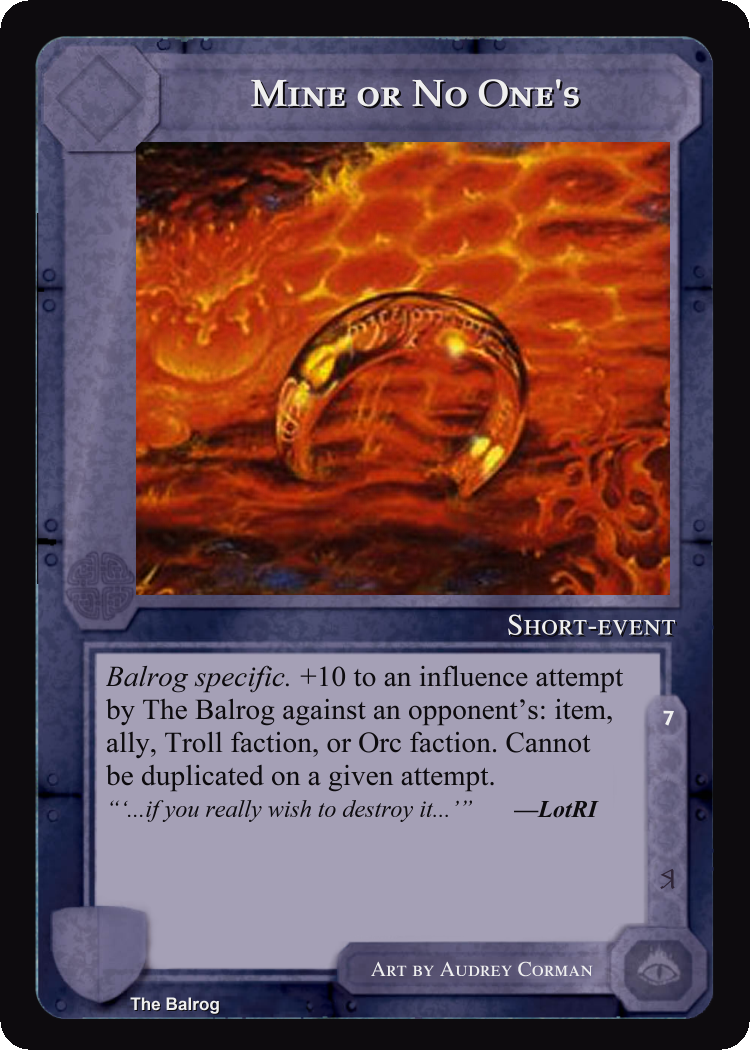 Mine or No One's
Short-event
Balrog specific. +10 to an influence attempt
by The Balrog against an opponent’s: item,
ally, Troll faction, or Orc faction. Cannot
be duplicated on a given attempt.
“‘...if you really wish to destroy it...’” —LotRI
7
Art by Audrey Corman
The Balrog